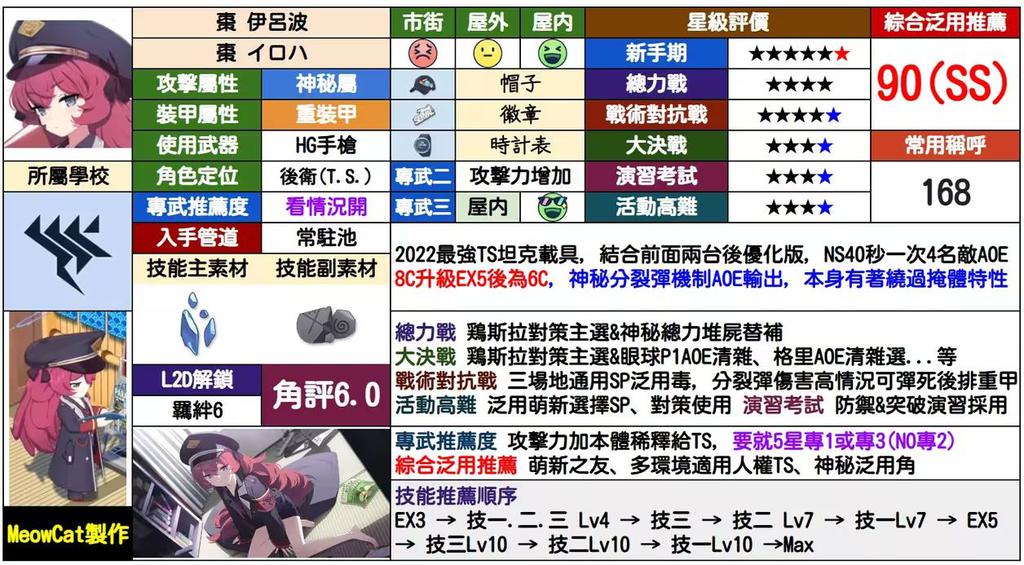 棗 伊呂波
市街
屋外
屋内
星級評價
綜合泛用推薦
棗 イロハ
新手期
★★★★★★
90(SS)
攻擊屬性
神秘屬
帽子
總力戰
★★★★
裝甲屬性
重裝甲
徽章
戰術對抗戰
★★★★★
使用武器
HG手槍
時計表
大決戰
★★★★
常用稱呼
所屬學校
角色定位
後衛(T.S.)
專武二
攻擊力增加
演習考試
★★★★
168
專武推薦度
看情況開
專武三
屋内
活動高難
★★★★
入手管道
常駐池
2022最強TS坦克載具, 結合前面兩台後優化版, NS40秒一次4名敵AOE
8C升級EX5後為6C, 神秘分裂彈機制AOE輸出, 本身有著繞過掩體特性
技能主素材
技能副素材
總力戰 鶏斯拉對策主選&神秘總力堆屍替補
大決戰 鶏斯拉對策主選&眼球P1AOE清雜、格里AOE清雜選...等
戰術對抗戰 三場地通用SP泛用毒, 分裂彈傷害高情況可彈死後排重甲
活動高難 泛用萌新選擇SP、對策使用 演習考試 防禦&突破演習採用
L2D解鎖
羈絆6
角評6.0
專武推薦度 攻擊力加本體稀釋給TS, 要就5星專1或專3(NO專2)
綜合泛用推薦 萌新之友、多環境適用人權TS、神秘泛用角
技能推薦順序
EX3 → 技一.二.三 Lv4 → 技三 → 技二 Lv7 → 技一Lv7 → EX5
→ 技三Lv10 → 技二Lv10 → 技一Lv10 →Max
MeowCat製作